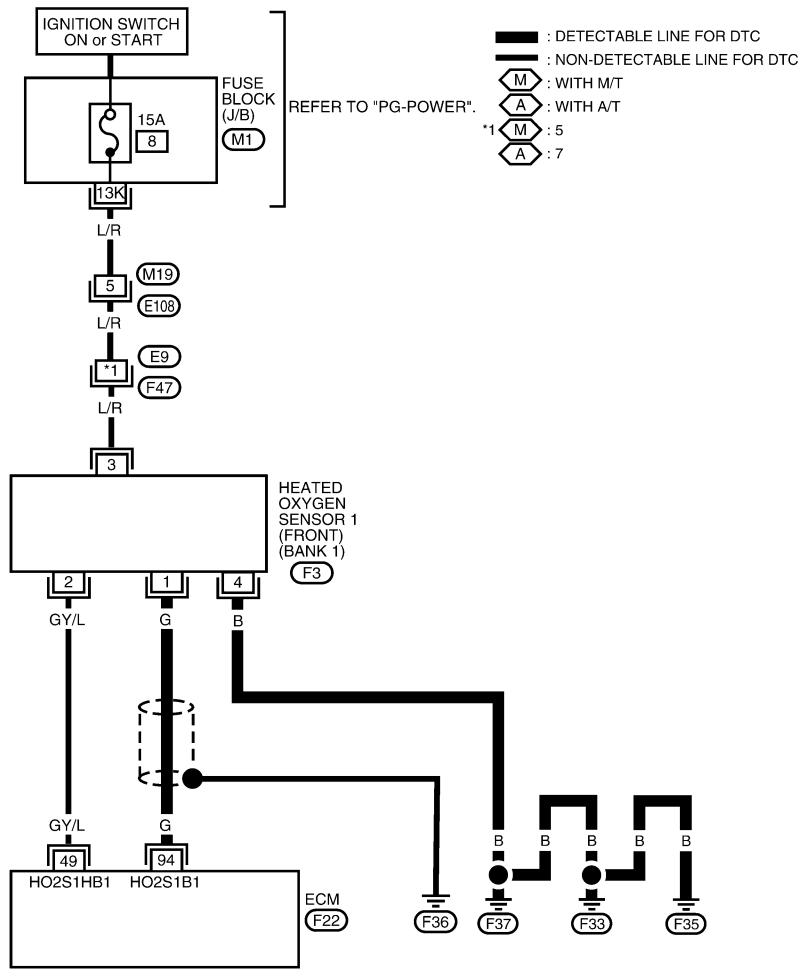 IGNITION SWITCH
ON or START
FUSE
BLOCK
(J/B)
M1
15A
8
13K
REFER TO "PG-POWER".
: DETECTABLE LINE FOR DTC
: NON-DETECTABLE LINE FOR DTC
M : WITH M/T
A : WITH A/T
*1 M : 5
A : 7
L/R
5
M19
E108
L/R
*1
E9
F47
L/R
3
HEATED
OXYGEN
SENSOR 1
(FRONT)
(BANK 1)
F3
2 1 4
GY/L G B
GY/L G
B B B B B
49 94
HO2S1HB1 HO2S1B1
ECM
F22
F36 F37 F33 F35